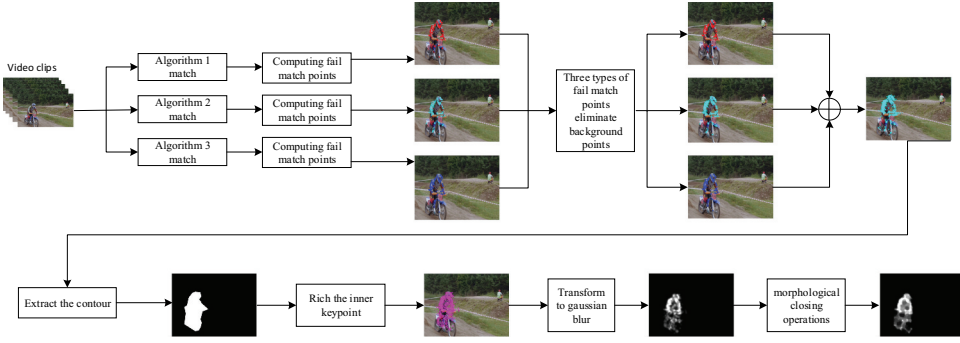 Video clips
Algorithm 1
match
Computing fail
match points
Algorithm 2
match
Computing fail
match points
Algorithm 3
match
Computing fail
match points
Three types of
fail match
points
eliminate
background
points
Extract the contour
Rich the inner
keypoint
Transform
to gaussian
blur
morphological
closing
operations